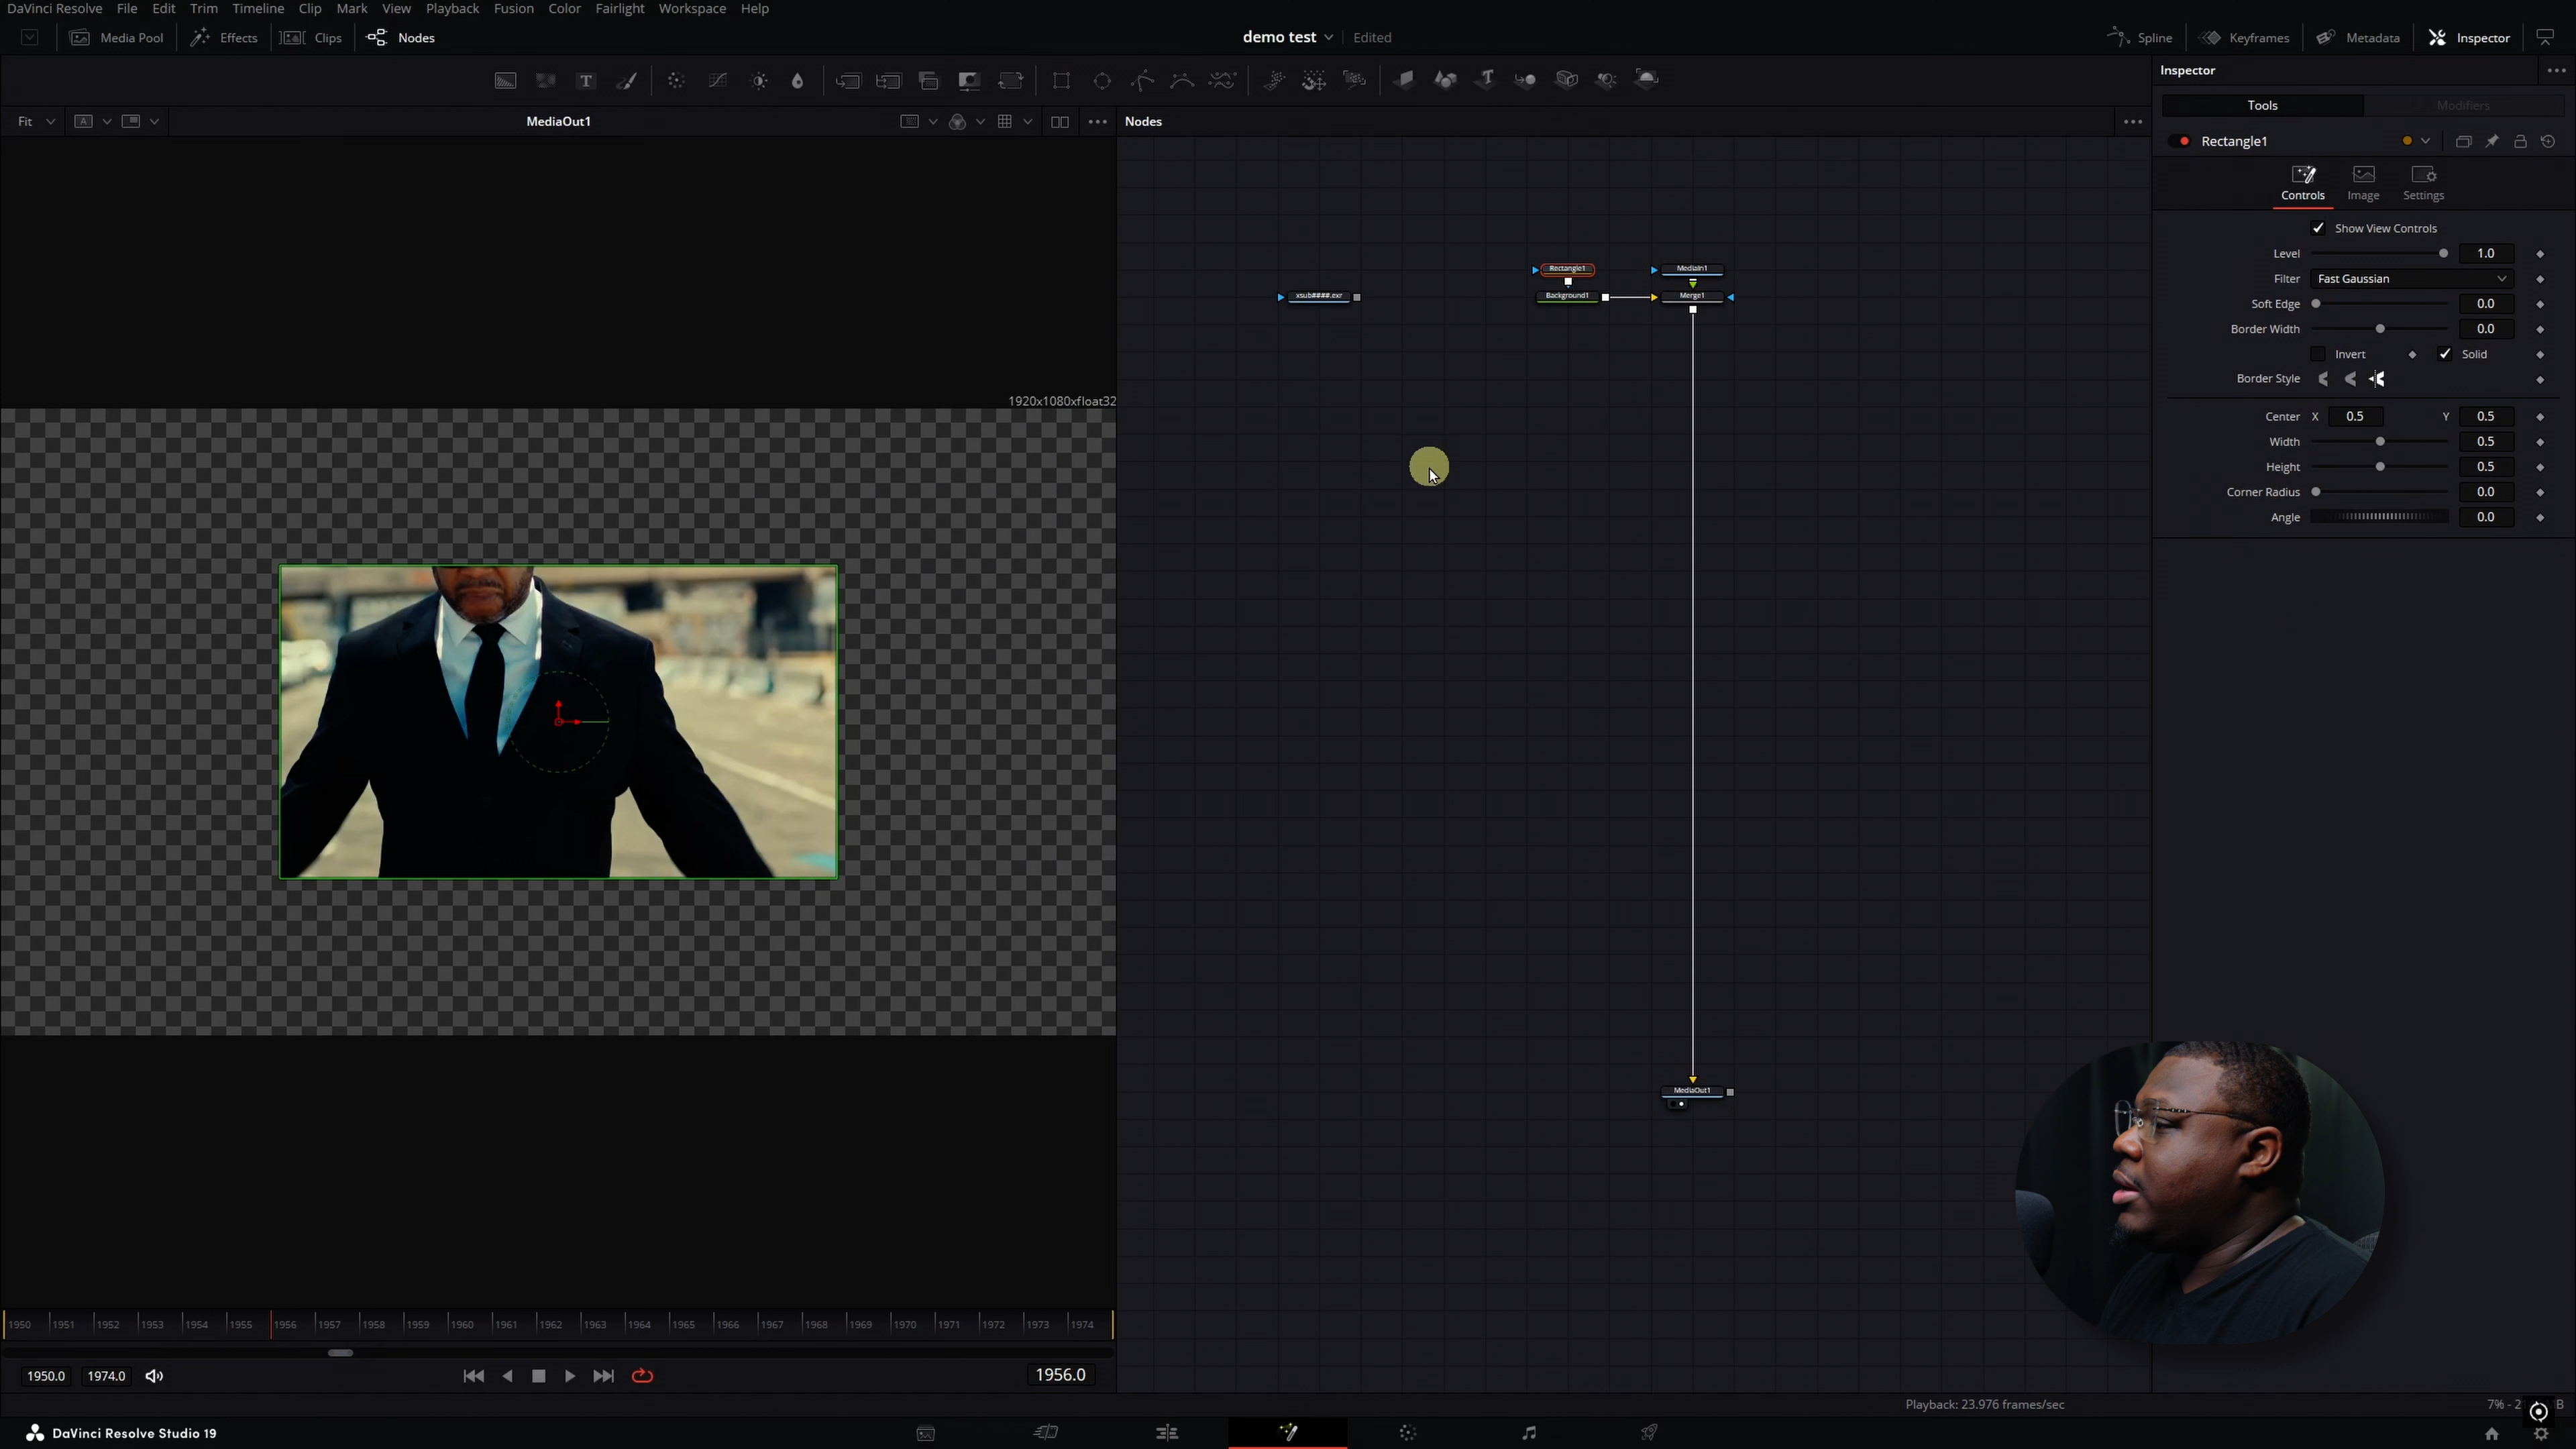 DaVinci Resolve File Edit Trim Timeline Clip Mark View Playback Fusion Color Fairlight Workspace Help
Media Pool Effects Clips Nodes demo test Edited Spline Keyframes Metadata Inspector
Inspector
Tools Modifiers
Fit A MediaOut1 Nodes
Rectangle1
Controls Image Settings
Show View Controls
Level 1.0
Filter Fast Gaussian
Soft Edge 0.0
Border Width 0.0
Invert Solid
Border Style
Center X 0.5 Y 0.5
Width 0.5
Height 0.5
Corner Radius 0.0
Angle 0.0
Rectangle1 MediaIn1
xsub####.exr Background1 Merge1
1920x1080xfloat32
MediaOut1
1950 1951 1952 1953 1954 1955 1956 1957 1958 1959 1960 1961 1962 1963 1964 1965 1966 1967 1968 1969 1970 1971 1972 1973 1974
1950.0 1974.0 1956.0
Playback: 23.976 frames/sec 7% - 2 B
DaVinci Resolve Studio 19